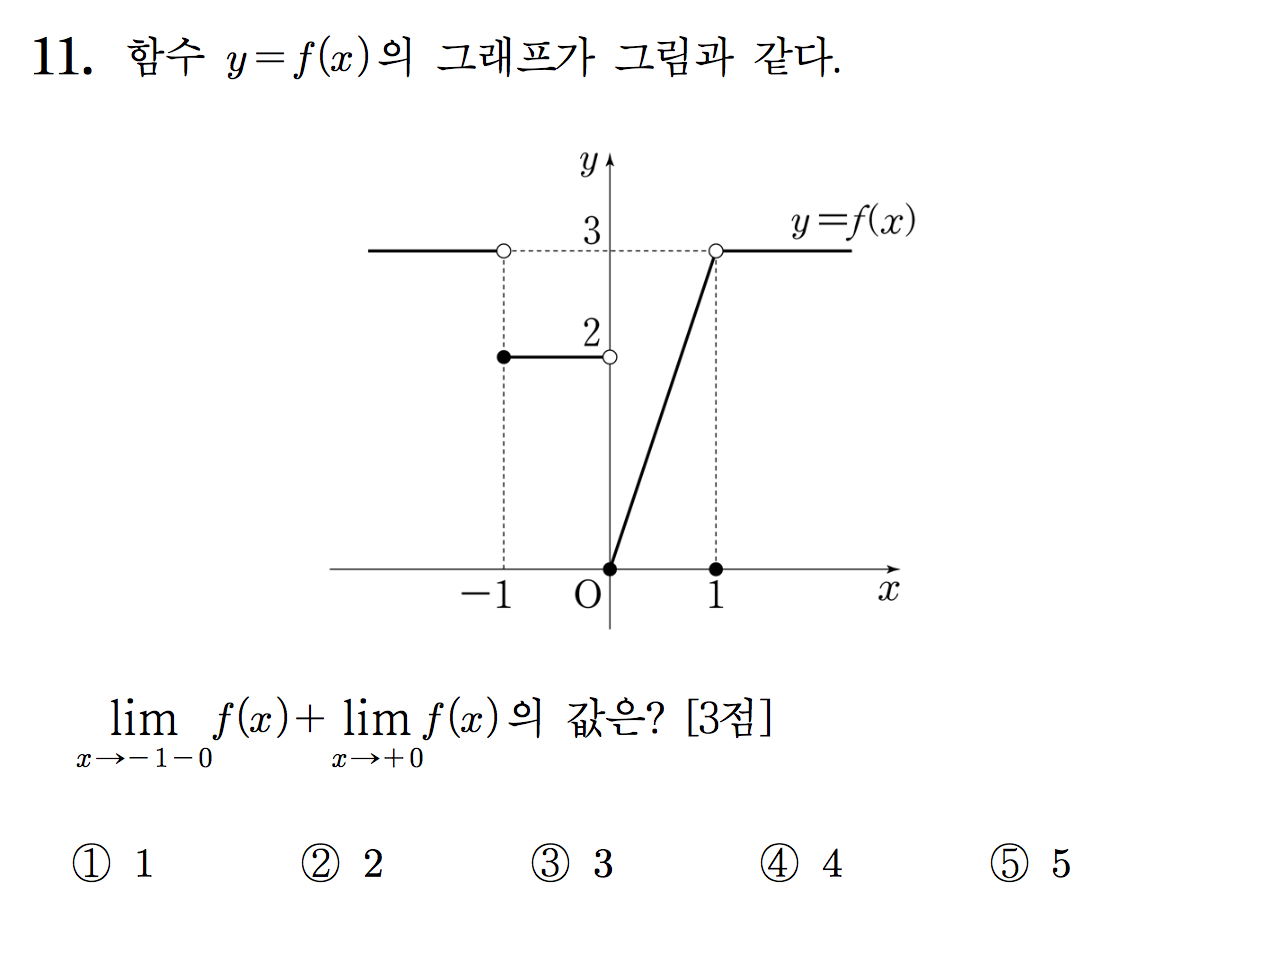 11. 함수 y=f(x)의 그래프가 그림과 같다.
y
3
y=f(x)
2
−1 O 1 x
lim f(x)+ lim f(x)의 값은? [3점]
x→−1−0 x→+0
① 1 ② 2 ③ 3 ④ 4 ⑤ 5